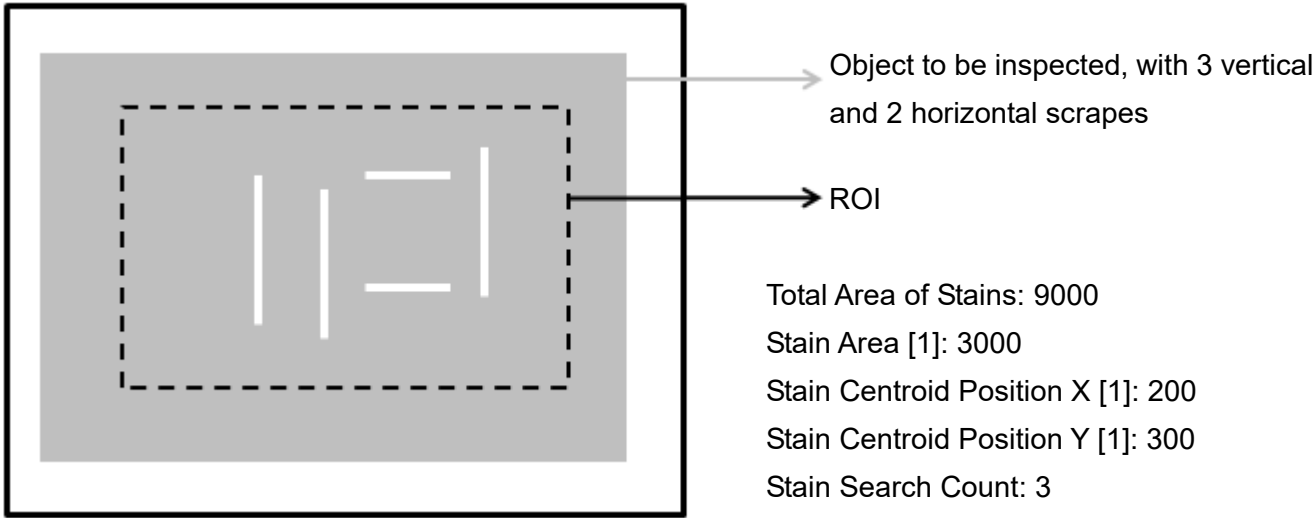 Object to be inspected, with 3 vertical
and 2 horizontal scrapes
ROI
Total Area of Stains: 9000
Stain Area [1]: 3000
Stain Centroid Position X [1]: 200
Stain Centroid Position Y [1]: 300
Stain Search Count: 3